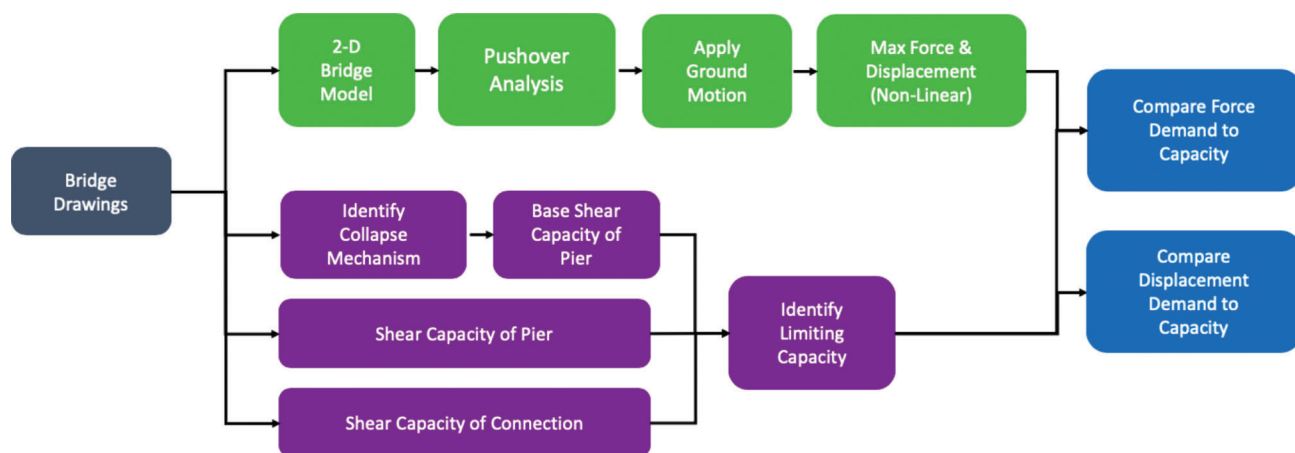 2-D
Bridge
Model
Pushover
Analysis
Apply
Ground
Motion
Max Force &
Displacement
(Non-Linear)
Compare Force
Demand to
Capacity
Bridge
Drawings
Identify
Collapse
Mechanism
Base Shear
Capacity of
Pier
Compare
Displacement
Demand to
Capacity
Shear Capacity of Pier
Identify
Limiting
Capacity
Shear Capacity of Connection